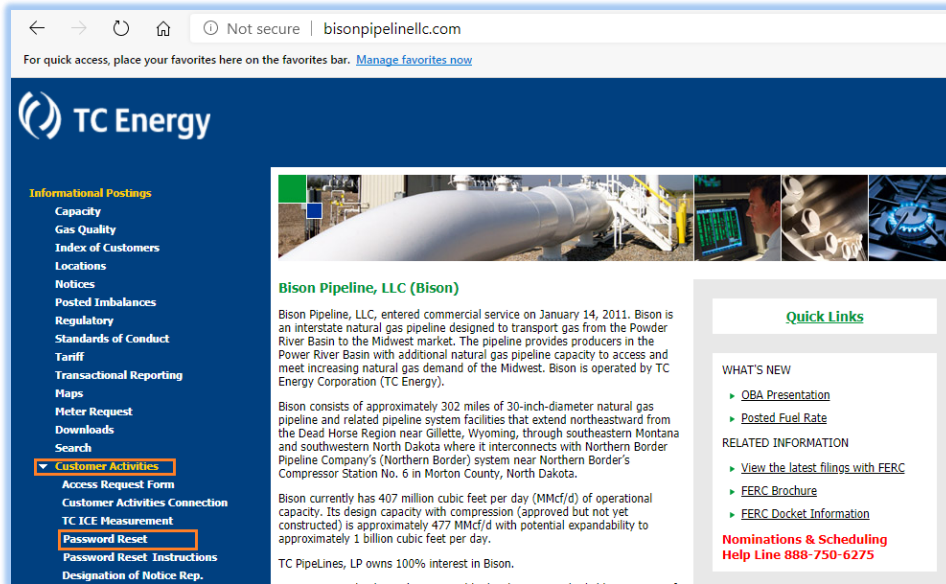 Not secure | bisonpipelinellc.com
For quick access, place your favorites here on the favorites bar. Manage favorites now
TC Energy
Informational Postings
Capacity
Gas Quality
Index of Customers
Locations
Notices
Posted Imbalances
Regulatory
Standards of Conduct
Tariff
Transactional Reporting
Maps
Meter Request
Downloads
Search
Customer Activities
Access Request Form
Customer Activities Connection
TC ICE Measurement
Password Reset
Password Reset Instructions
Designation of Notice Rep.
Bison Pipeline, LLC (Bison)
Bison Pipeline, LLC, entered commercial service on January 14, 2011. Bison is
an interstate natural gas pipeline designed to transport gas from the Powder
River Basin to the Midwest market. The pipeline provides producers in the
Power River Basin with additional natural gas pipeline capacity to access and
meet increasing natural gas demand of the Midwest. Bison is operated by TC
Energy Corporation (TC Energy).
Bison consists of approximately 302 miles of 30-inch-diameter natural gas
pipeline and related pipeline system facilities that extend northeastward from
the Dead Horse Region near Gillette, Wyoming, through southeastern Montana
and southwestern North Dakota where it interconnects with Northern Border
Pipeline Company's (Northern Border) system near Northern Border's
Compressor Station No. 6 in Morton County, North Dakota.
Bison currently has 407 million cubic feet per day (MMcf/d) of operational
capacity. Its design capacity with compression (approved but not yet
constructed) is approximately 477 MMcf/d with potential expandability to
approximately 1 billion cubic feet per day.
TC PipeLines, LP owns 100% interest in Bison.
Quick Links
WHAT'S NEW
OBA Presentation
Posted Fuel Rate
RELATED INFORMATION
View the latest filings with FERC
FERC Brochure
FERC Docket Information
Nominations & Scheduling
Help Line 888-750-6275